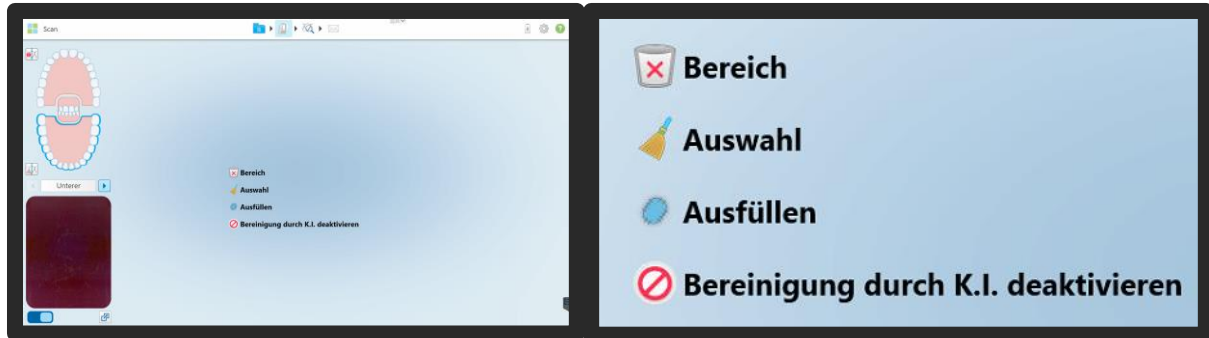 Scan
Unterer
Bereich
Auswahl
Ausfüllen
Bereinigung durch K.I. deaktivieren
Bereich
Auswahl
Ausfüllen
Bereinigung durch K.I. deaktivieren